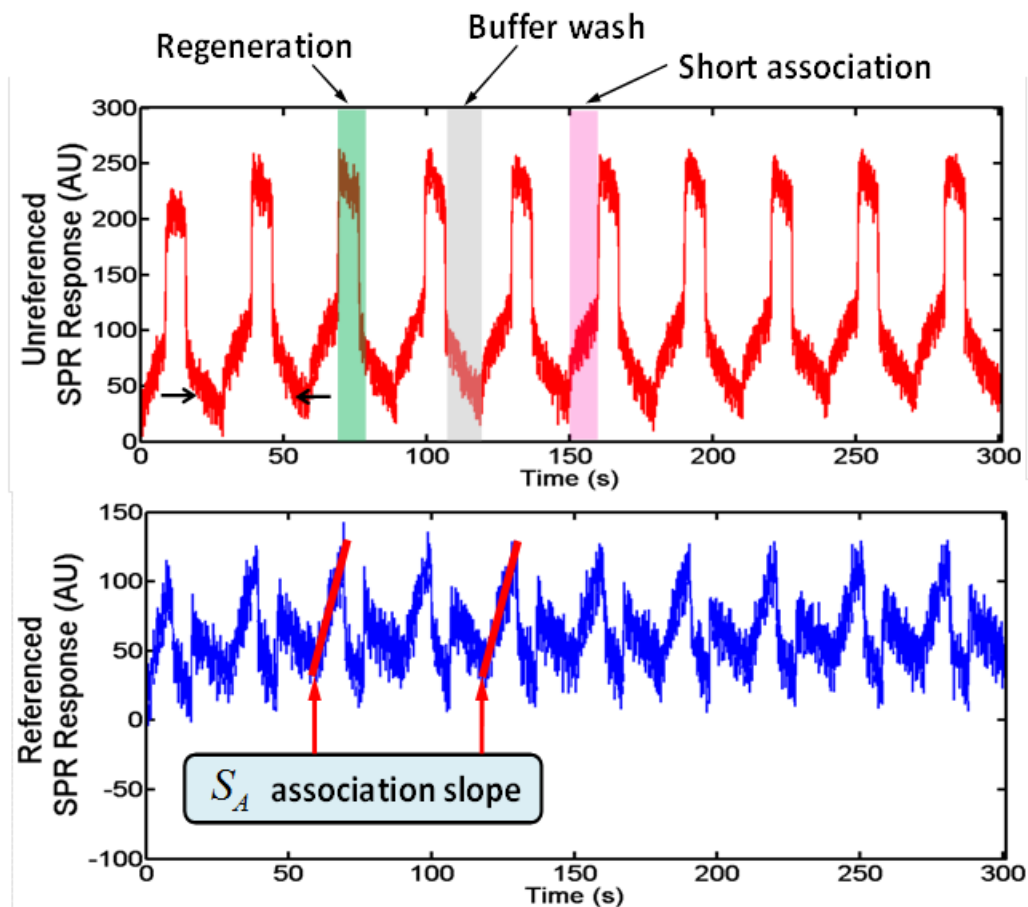 Buffer wash
Regeneration
Short association
Unreferenced
SPR Response (AU)
300
250
200
150
100
50
0
0 50 100 150 200 250 300
Time (s)
Referenced
SPR Response (AU)
150
100
50
0
-50
-100
S_A association slope
0 50 100 150 200 250 300
Time (s)